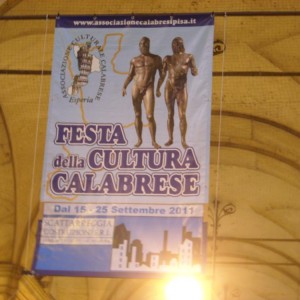 www.associazionecalabresipisa.it
ASSOCIAZIONE CULTURALE CALABRESE
Esperia
FESTA
della CULTURA
CALABRESE
Dal 15 - 25 Settembre 2011